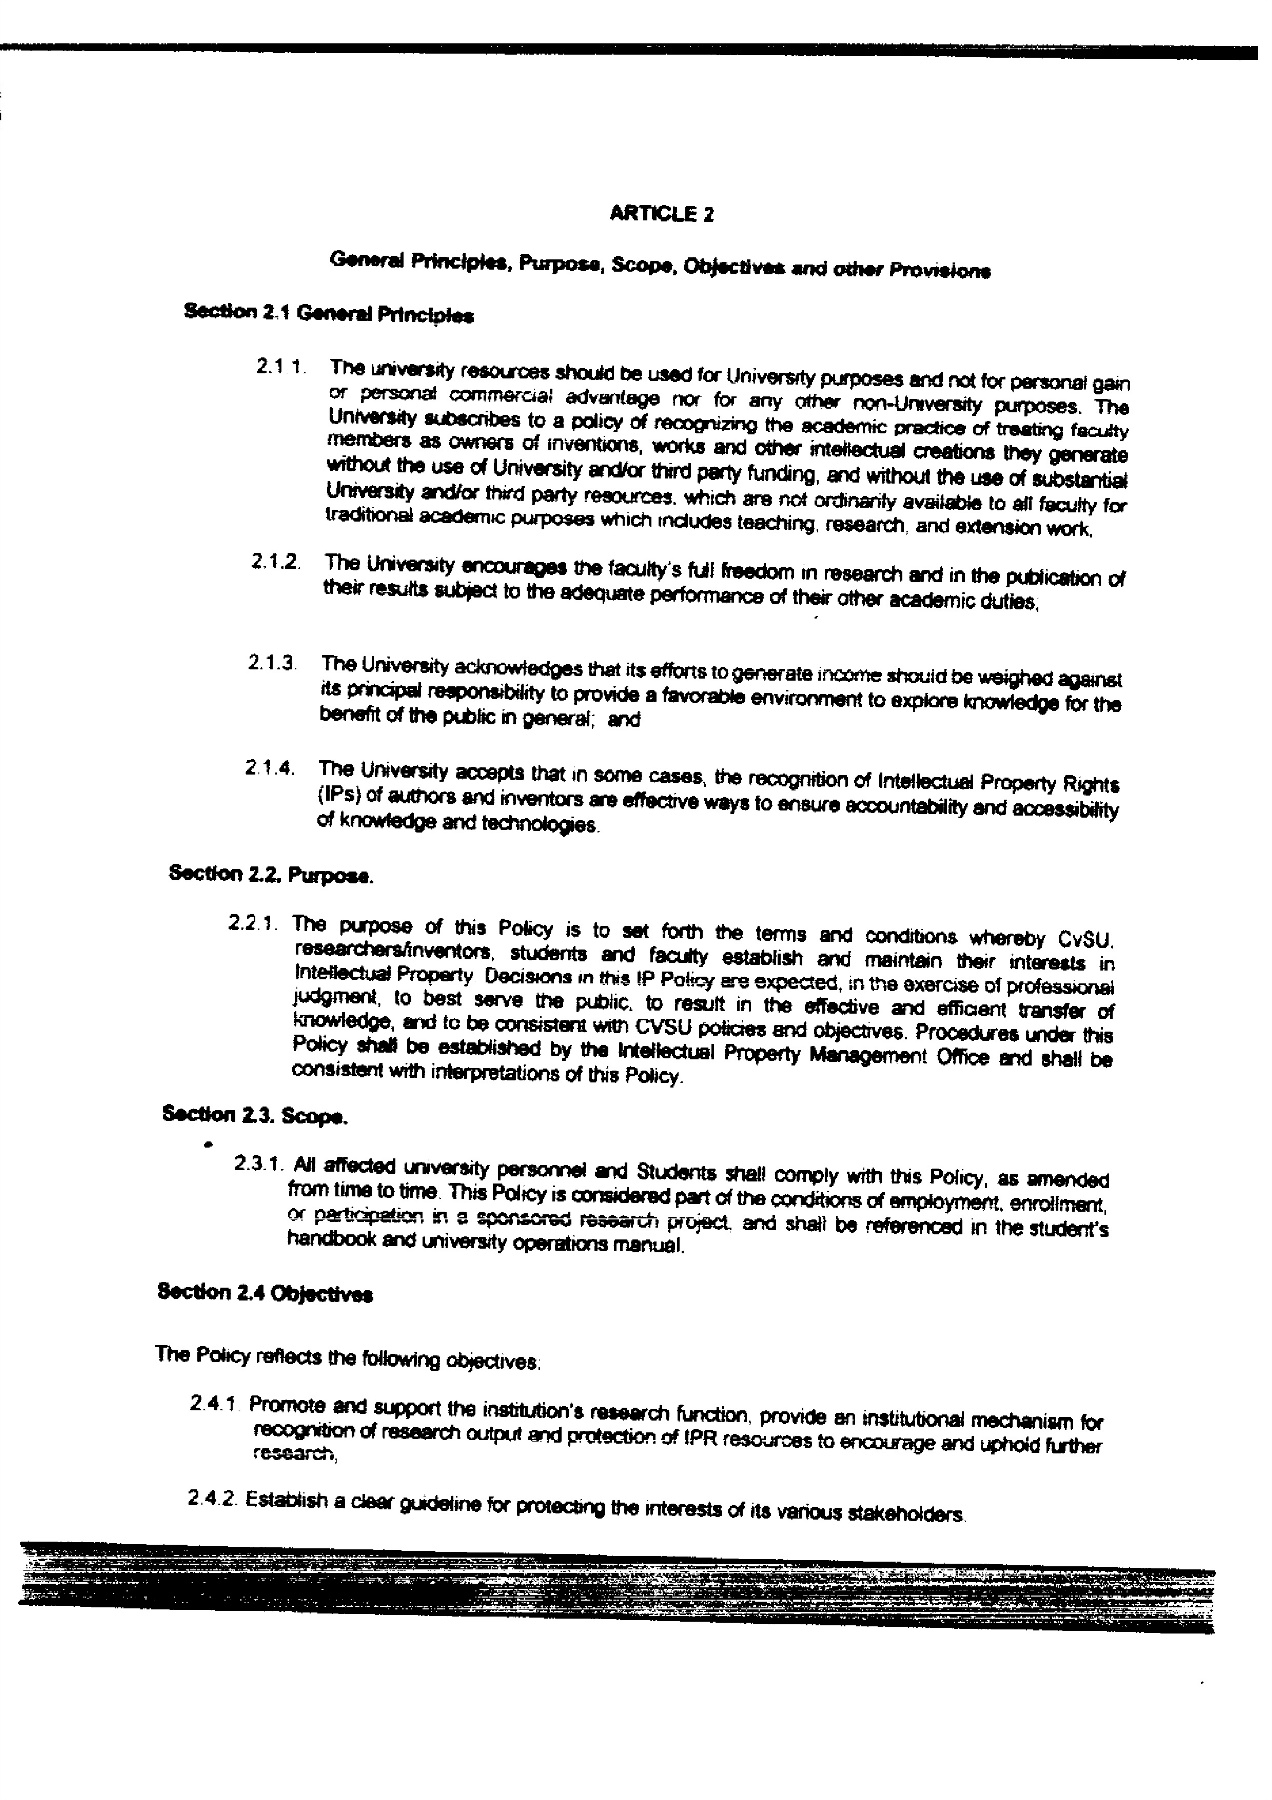 ARTICLE 2
General Principles, Purpose, Scope, Objectives and other Provisions
Section 2.1 General Principles
2.1 1. The university resources should be used for University purposes and not for personal gain
or personal commercial advantage nor for any other non-University purposes. The
University subscribes to a policy of recognizing the academic practice of treating faculty
members as owners of inventions, works and other intellectual creations they generate
without the use of University and/or third party funding, and without the use of substantial
University and/or third party resources, which are not ordinarily available to all faculty for
traditional academic purposes which includes teaching, research, and extension work,
2.1.2. The University encourages the faculty's full freedom in research and in the publication of
their results subject to the adequate performance of their other academic duties;
2.1.3. The University acknowledges that its efforts to generate income should be weighed against
its principal responsibility to provide a favorable environment to explore knowledge for the
benefit of the public in general; and
2.1.4. The University accepts that in some cases, the recognition of Intellectual Property Rights
(IPs) of authors and inventors are effective ways to ensure accountability and accessibility
of knowledge and technologies.
Section 2.2. Purpose.
2.2.1. The purpose of this Policy is to set forth the terms and conditions whereby CvSU,
researchers/inventors, students and faculty establish and maintain their interests in
Intellectual Property Decisions in this IP Policy are expected, in the exercise of professional
judgment, to best serve the public, to result in the effective and efficient transfer of
knowledge, and to be consistent with CVSU policies and objectives. Procedures under this
Policy shall be established by the Intellectual Property Management Office and shall be
consistent with interpretations of this Policy.
Section 2.3. Scope.
2.3.1. All affected university personnel and Students shall comply with this Policy, as amended
from time to time. This Policy is considered part of the conditions of employment, enrollment,
or participation in a sponsored research project, and shall be referenced in the student's
handbook and university operations manual.
Section 2.4 Objectives
The Policy reflects the following objectives:
2.4.1 Promote and support the institution's research function, provide an institutional mechanism for
recognition of research output and protection of IPR resources to encourage and uphold further
research;
2.4.2. Establish a clear guideline for protecting the interests of its various stakeholders.